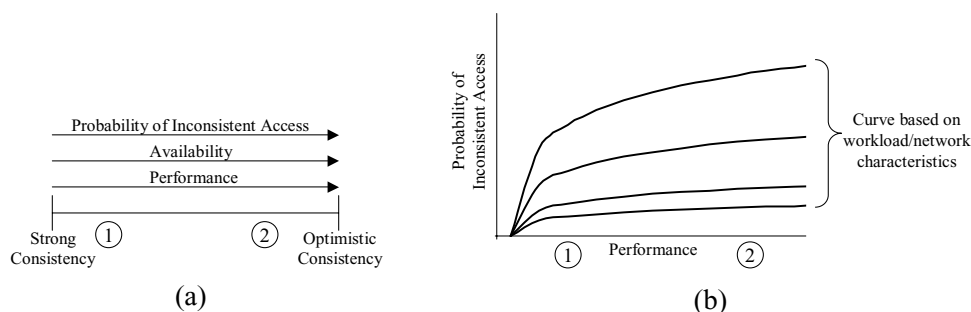 Probability of Inconsistent Access
Availability
Performance
1
2
Strong
Consistency
Optimistic
Consistency
(a)
Probability of
Inconsistent Access
Performance
1
2
Curve based on
workload/network
characteristics
(b)